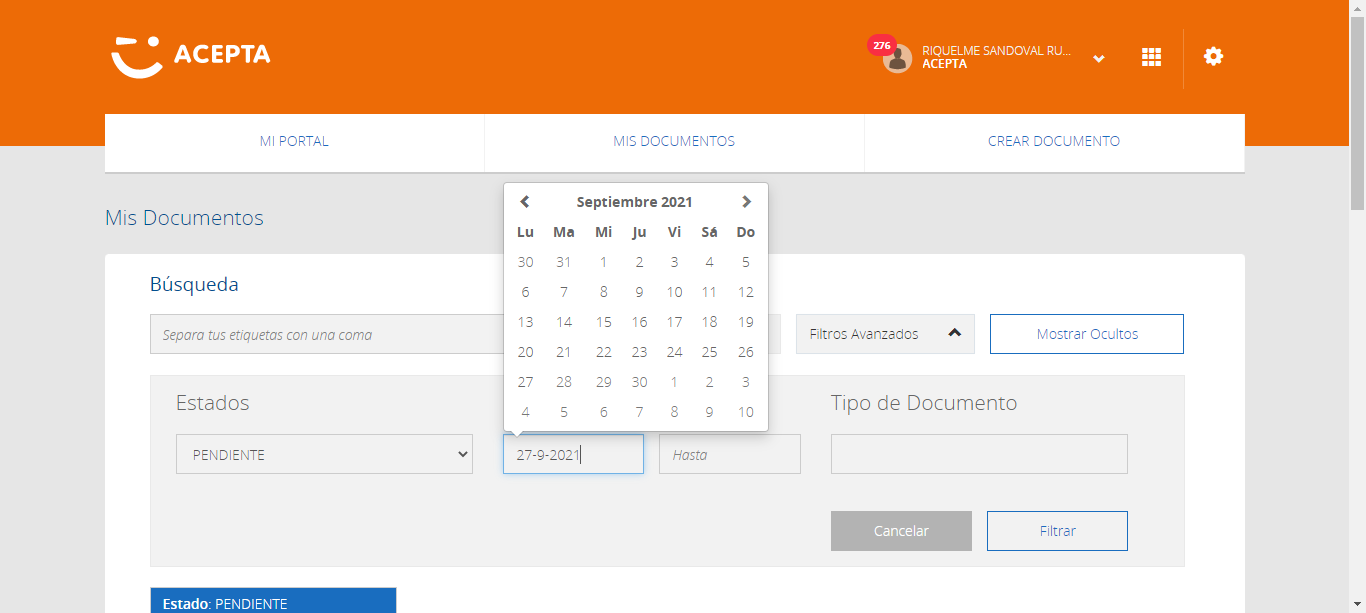 ACEPTA
276
RIQUELME SANDOVAL RU...
ACEPTA
MI PORTAL
MIS DOCUMENTOS
CREAR DOCUMENTO
Mis Documentos
Septiembre 2021
Lu Ma Mi Ju Vi Sá Do
30 31 1 2 3 4 5
6 7 8 9 10 11 12
13 14 15 16 17 18 19
20 21 22 23 24 25 26
27 28 29 30 1 2 3
4 5 6 7 8 9 10
Búsqueda
Separa tus etiquetas con una coma
Filtros Avanzados
Mostrar Ocultos
Estados
Tipo de Documento
PENDIENTE
27-9-2021
Hasta
Cancelar
Filtrar
Estado: PENDIENTE